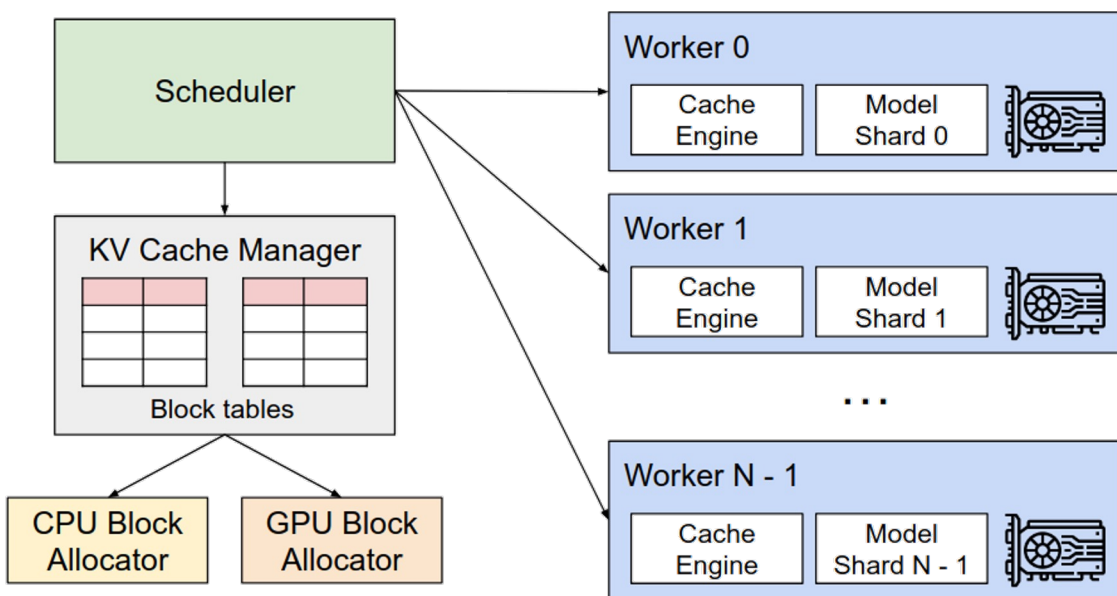 Scheduler
KV Cache Manager
Block tables
CPU Block
Allocator
GPU Block
Allocator
Worker 0
Cache
Engine
Model
Shard 0
Worker 1
Cache
Engine
Model
Shard 1
...
Worker N - 1
Cache
Engine
Model
Shard N - 1